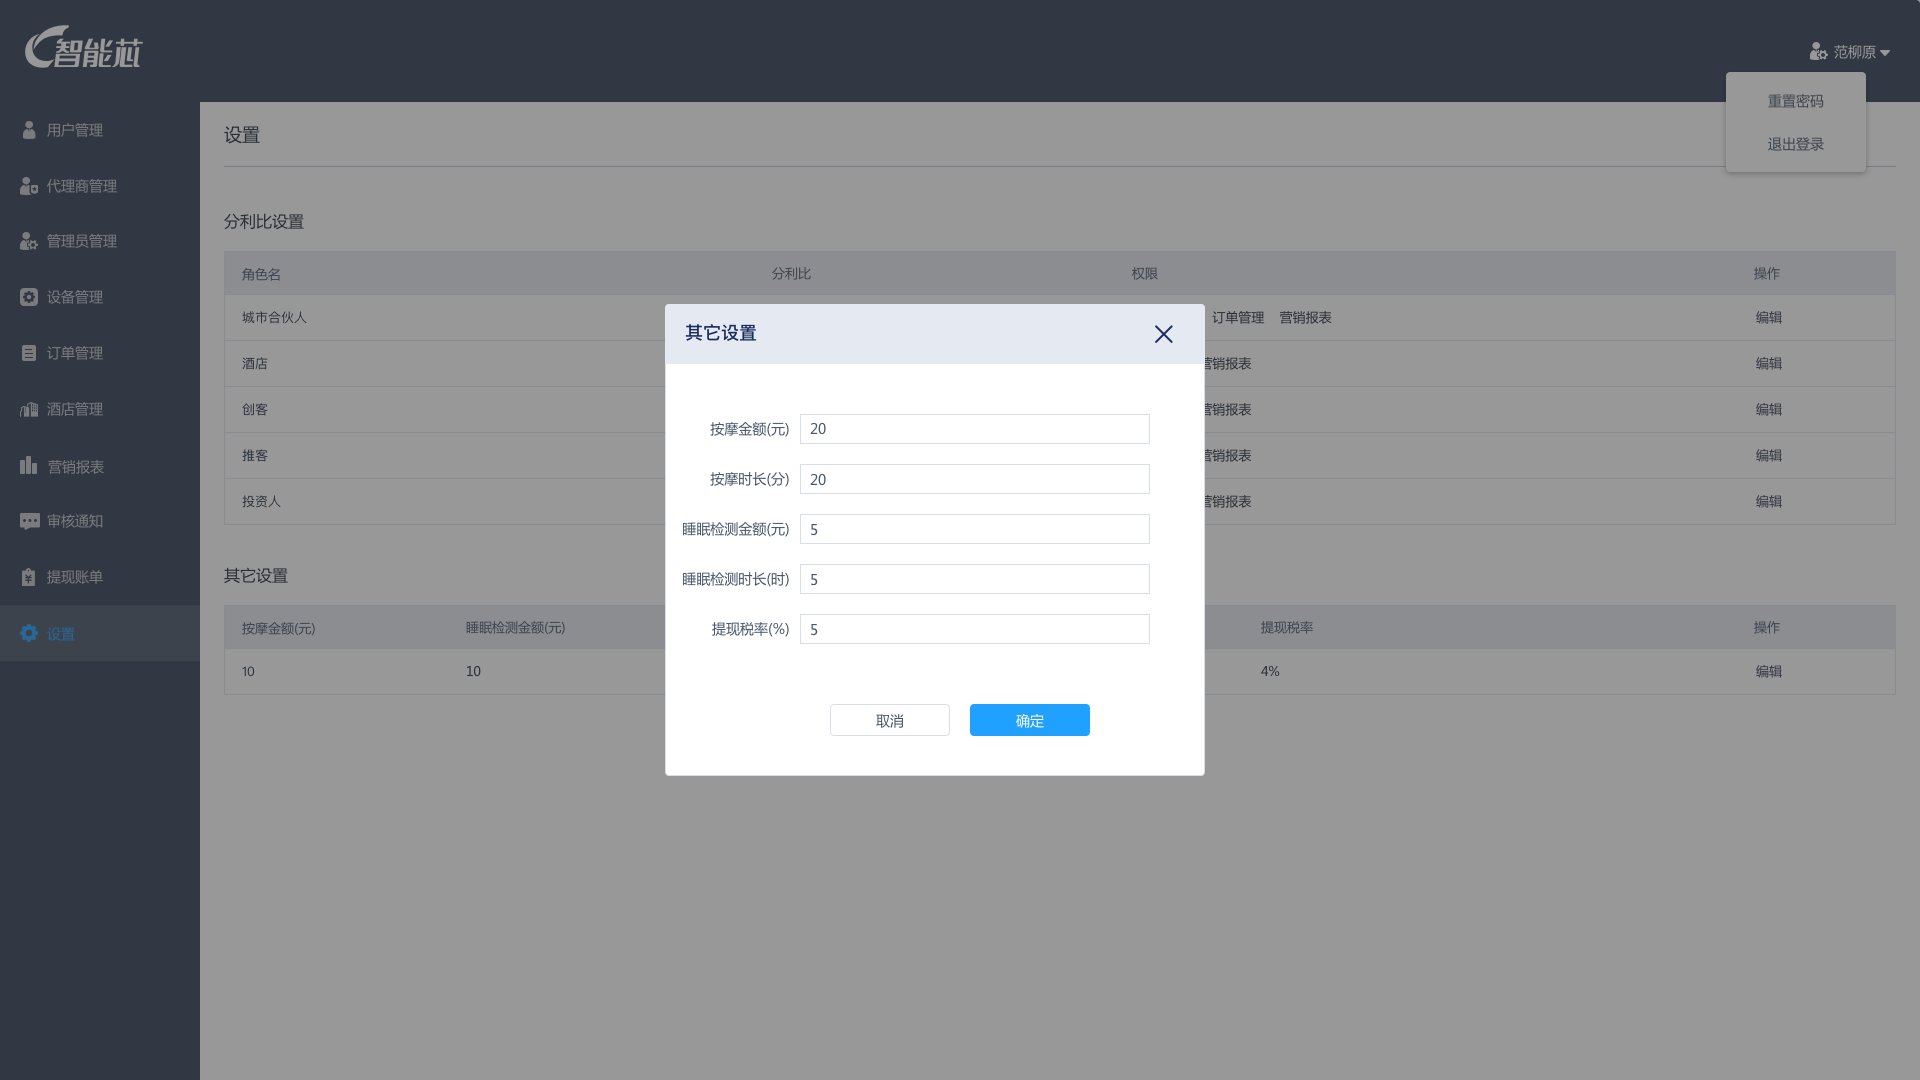 智能芯
范柳原
重置密码
退出登录
用户管理
代理商管理
管理员管理
设备管理
订单管理
酒店管理
营销报表
审核通知
提现账单
设置
设置
分利比设置
角色名 分利比 权限 操作
城市合伙人 订单管理 营销报表 编辑
酒店 营销报表 编辑
创客 营销报表 编辑
推客 营销报表 编辑
投资人 营销报表 编辑
其它设置
按摩金额(元) 睡眠检测金额(元) 提现税率 操作
10 10 4% 编辑
其它设置
按摩金额(元) 20
按摩时长(分) 20
睡眠检测金额(元) 5
睡眠检测时长(时) 5
提现税率(%) 5
取消 确定